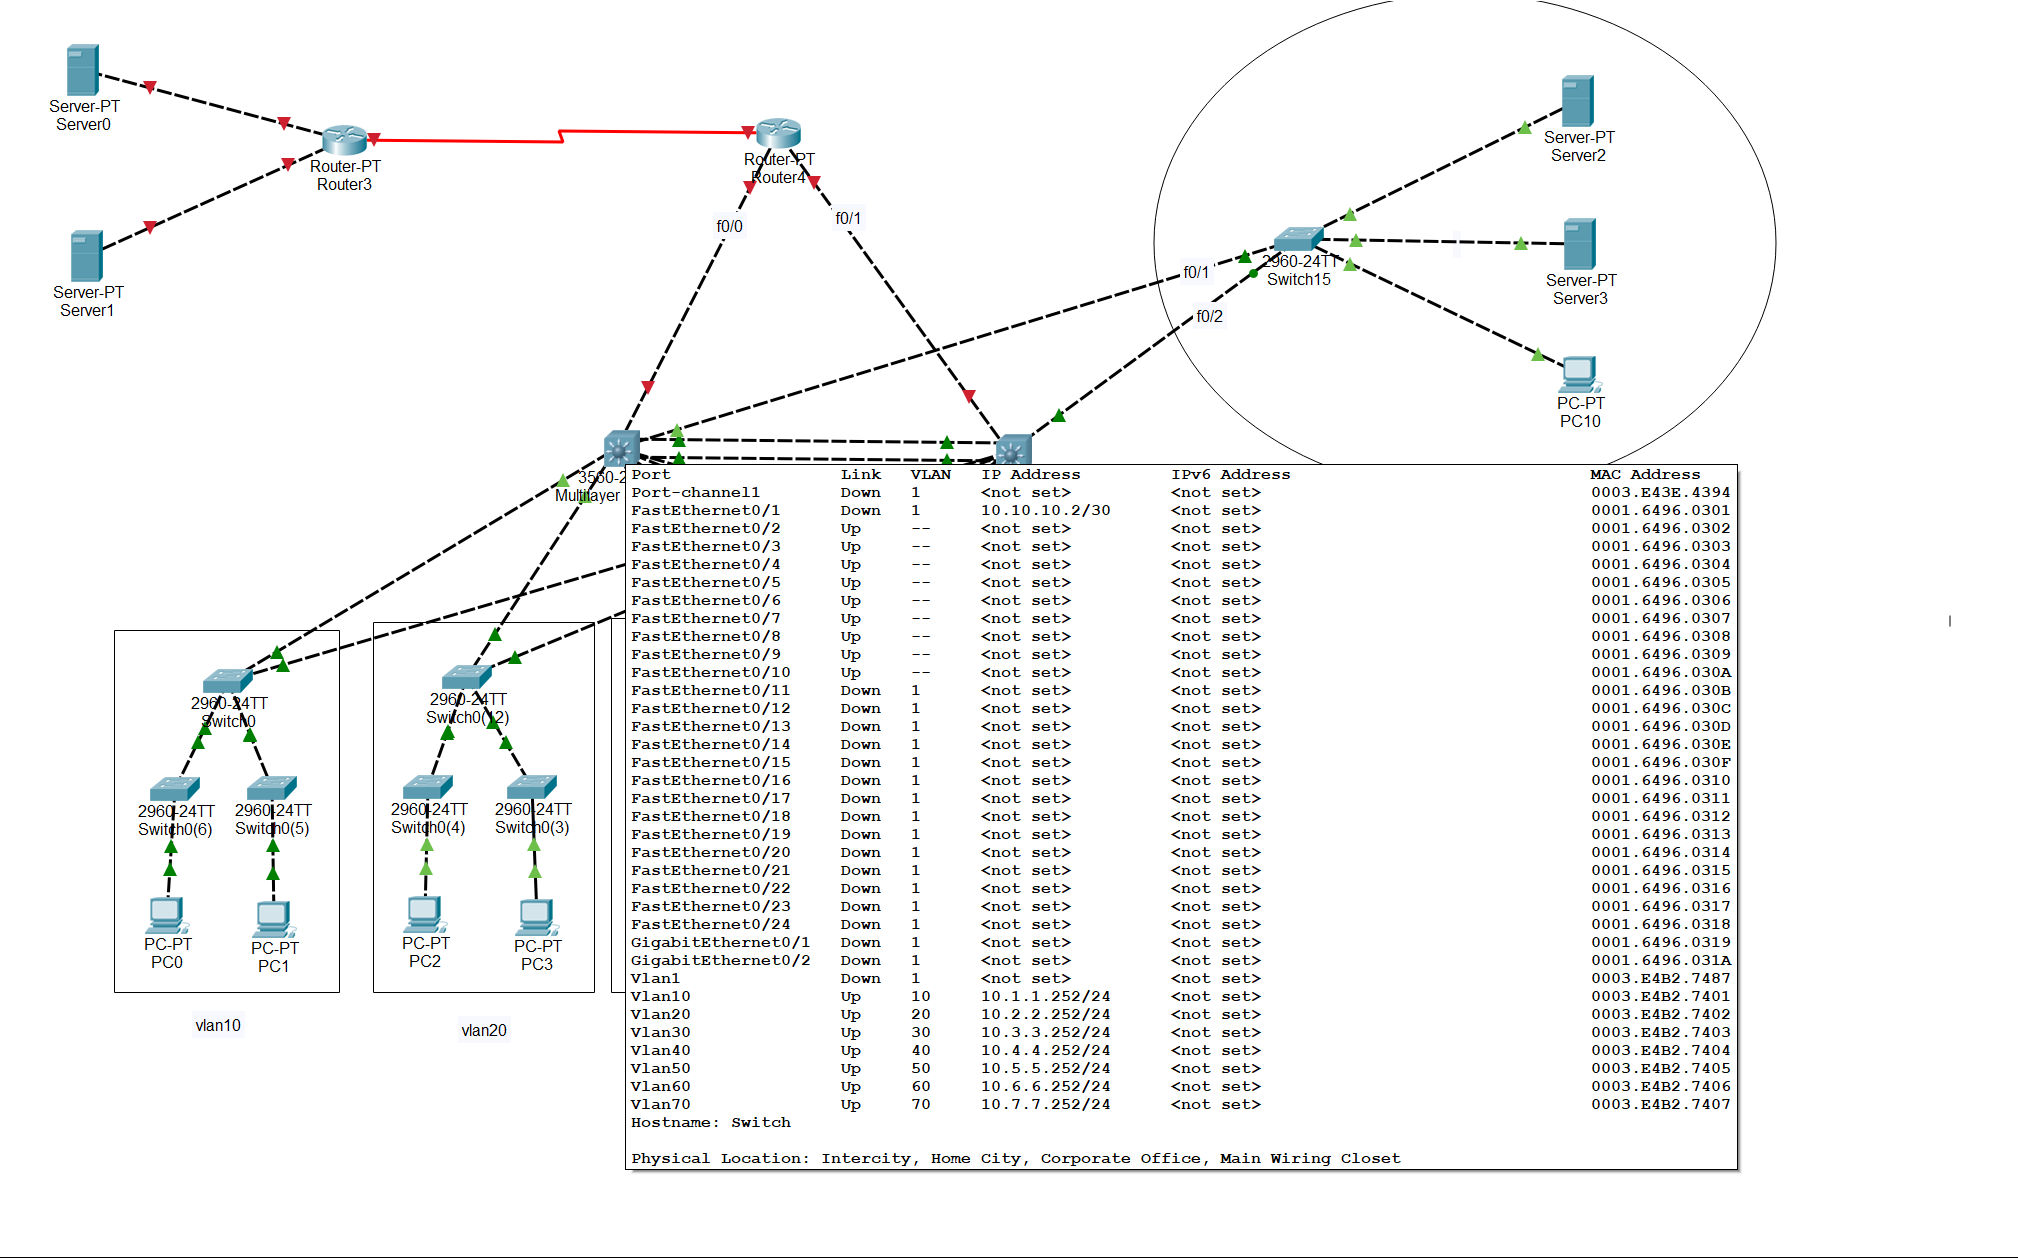 Server-PT
Server0
Router-PT
Router3
Router-PT
Router4
Server-PT
Server2
f0/0
f0/1
Server-PT
Server1
f0/1
2960-24TT
Switch15
Server-PT
Server3
f0/2
PC-PT
PC10
3560-2
Multilayer
Port Link VLAN IP Address IPv6 Address MAC Address
Port-channel1 Down 1 <not set> <not set> 0003.E43E.4394
FastEthernet0/1 Down 1 10.10.10.2/30 <not set> 0001.6496.0301
FastEthernet0/2 Up -- <not set> <not set> 0001.6496.0302
FastEthernet0/3 Up -- <not set> <not set> 0001.6496.0303
FastEthernet0/4 Up -- <not set> <not set> 0001.6496.0304
FastEthernet0/5 Up -- <not set> <not set> 0001.6496.0305
FastEthernet0/6 Up -- <not set> <not set> 0001.6496.0306
FastEthernet0/7 Up -- <not set> <not set> 0001.6496.0307
FastEthernet0/8 Up -- <not set> <not set> 0001.6496.0308
FastEthernet0/9 Up -- <not set> <not set> 0001.6496.0309
FastEthernet0/10 Up -- <not set> <not set> 0001.6496.030A
FastEthernet0/11 Down 1 <not set> <not set> 0001.6496.030B
FastEthernet0/12 Down 1 <not set> <not set> 0001.6496.030C
FastEthernet0/13 Down 1 <not set> <not set> 0001.6496.030D
FastEthernet0/14 Down 1 <not set> <not set> 0001.6496.030E
FastEthernet0/15 Down 1 <not set> <not set> 0001.6496.030F
FastEthernet0/16 Down 1 <not set> <not set> 0001.6496.0310
FastEthernet0/17 Down 1 <not set> <not set> 0001.6496.0311
FastEthernet0/18 Down 1 <not set> <not set> 0001.6496.0312
FastEthernet0/19 Down 1 <not set> <not set> 0001.6496.0313
FastEthernet0/20 Down 1 <not set> <not set> 0001.6496.0314
FastEthernet0/21 Down 1 <not set> <not set> 0001.6496.0315
FastEthernet0/22 Down 1 <not set> <not set> 0001.6496.0316
FastEthernet0/23 Down 1 <not set> <not set> 0001.6496.0317
FastEthernet0/24 Down 1 <not set> <not set> 0001.6496.0318
GigabitEthernet0/1 Down 1 <not set> <not set> 0001.6496.0319
GigabitEthernet0/2 Down 1 <not set> <not set> 0001.6496.031A
Vlan1 Down 1 <not set> <not set> 0003.E4B2.7487
Vlan10 Up 10 10.1.1.252/24 <not set> 0003.E4B2.7401
Vlan20 Up 20 10.2.2.252/24 <not set> 0003.E4B2.7402
Vlan30 Up 30 10.3.3.252/24 <not set> 0003.E4B2.7403
Vlan40 Up 40 10.4.4.252/24 <not set> 0003.E4B2.7404
Vlan50 Up 50 10.5.5.252/24 <not set> 0003.E4B2.7405
Vlan60 Up 60 10.6.6.252/24 <not set> 0003.E4B2.7406
Vlan70 Up 70 10.7.7.252/24 <not set> 0003.E4B2.7407
Hostname: Switch
Physical Location: Intercity, Home City, Corporate Office, Main Wiring Closet
2960-24TT
Switch0
2960-24TT
Switch0(12)
2960-24TT
Switch0(6)
2960-24TT
Switch0(5)
2960-24TT
Switch0(4)
2960-24TT
Switch0(3)
PC-PT
PC0
PC-PT
PC1
PC-PT
PC2
PC-PT
PC3
vlan10
vlan20